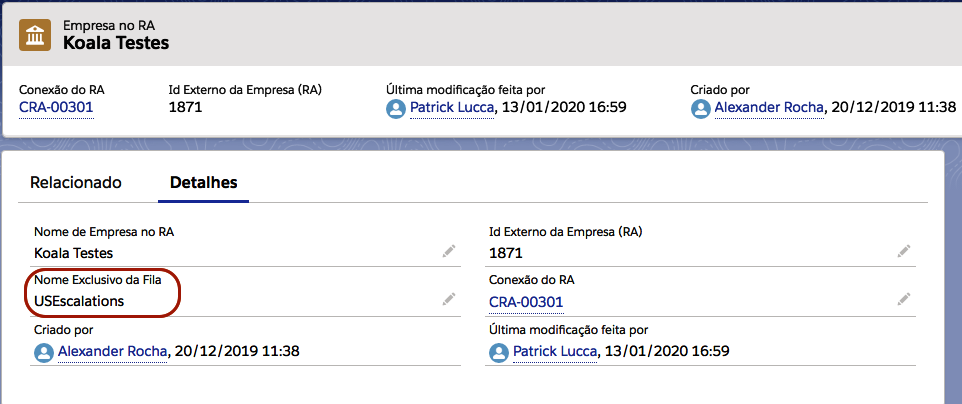 Empresa no RA
Koala Testes
Conexão do RA Id Externo da Empresa (RA) Última modificação feita por Criado por
CRA-00301 1871 Patrick Lucca, 13/01/2020 16:59 Alexander Rocha, 20/12/2019 11:38
Relacionado Detalhes
Nome de Empresa no RA Id Externo da Empresa (RA)
Koala Testes 1871
Nome Exclusivo da Fila Conexão do RA
USEscalations CRA-00301
Criado por Última modificação feita por
Alexander Rocha, 20/12/2019 11:38 Patrick Lucca, 13/01/2020 16:59